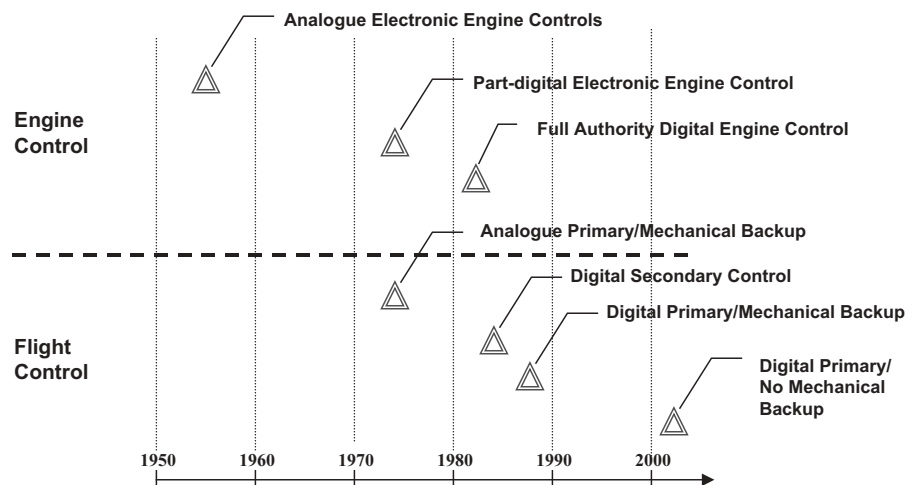 Analogue Electronic Engine Controls
Part-digital Electronic Engine Control
Engine
Control
Full Authority Digital Engine Control
Analogue Primary/Mechanical Backup
Digital Secondary Control
Digital Primary/Mechanical Backup
Flight
Control
Digital Primary/
No Mechanical
Backup
1950 1960 1970 1980 1990 2000